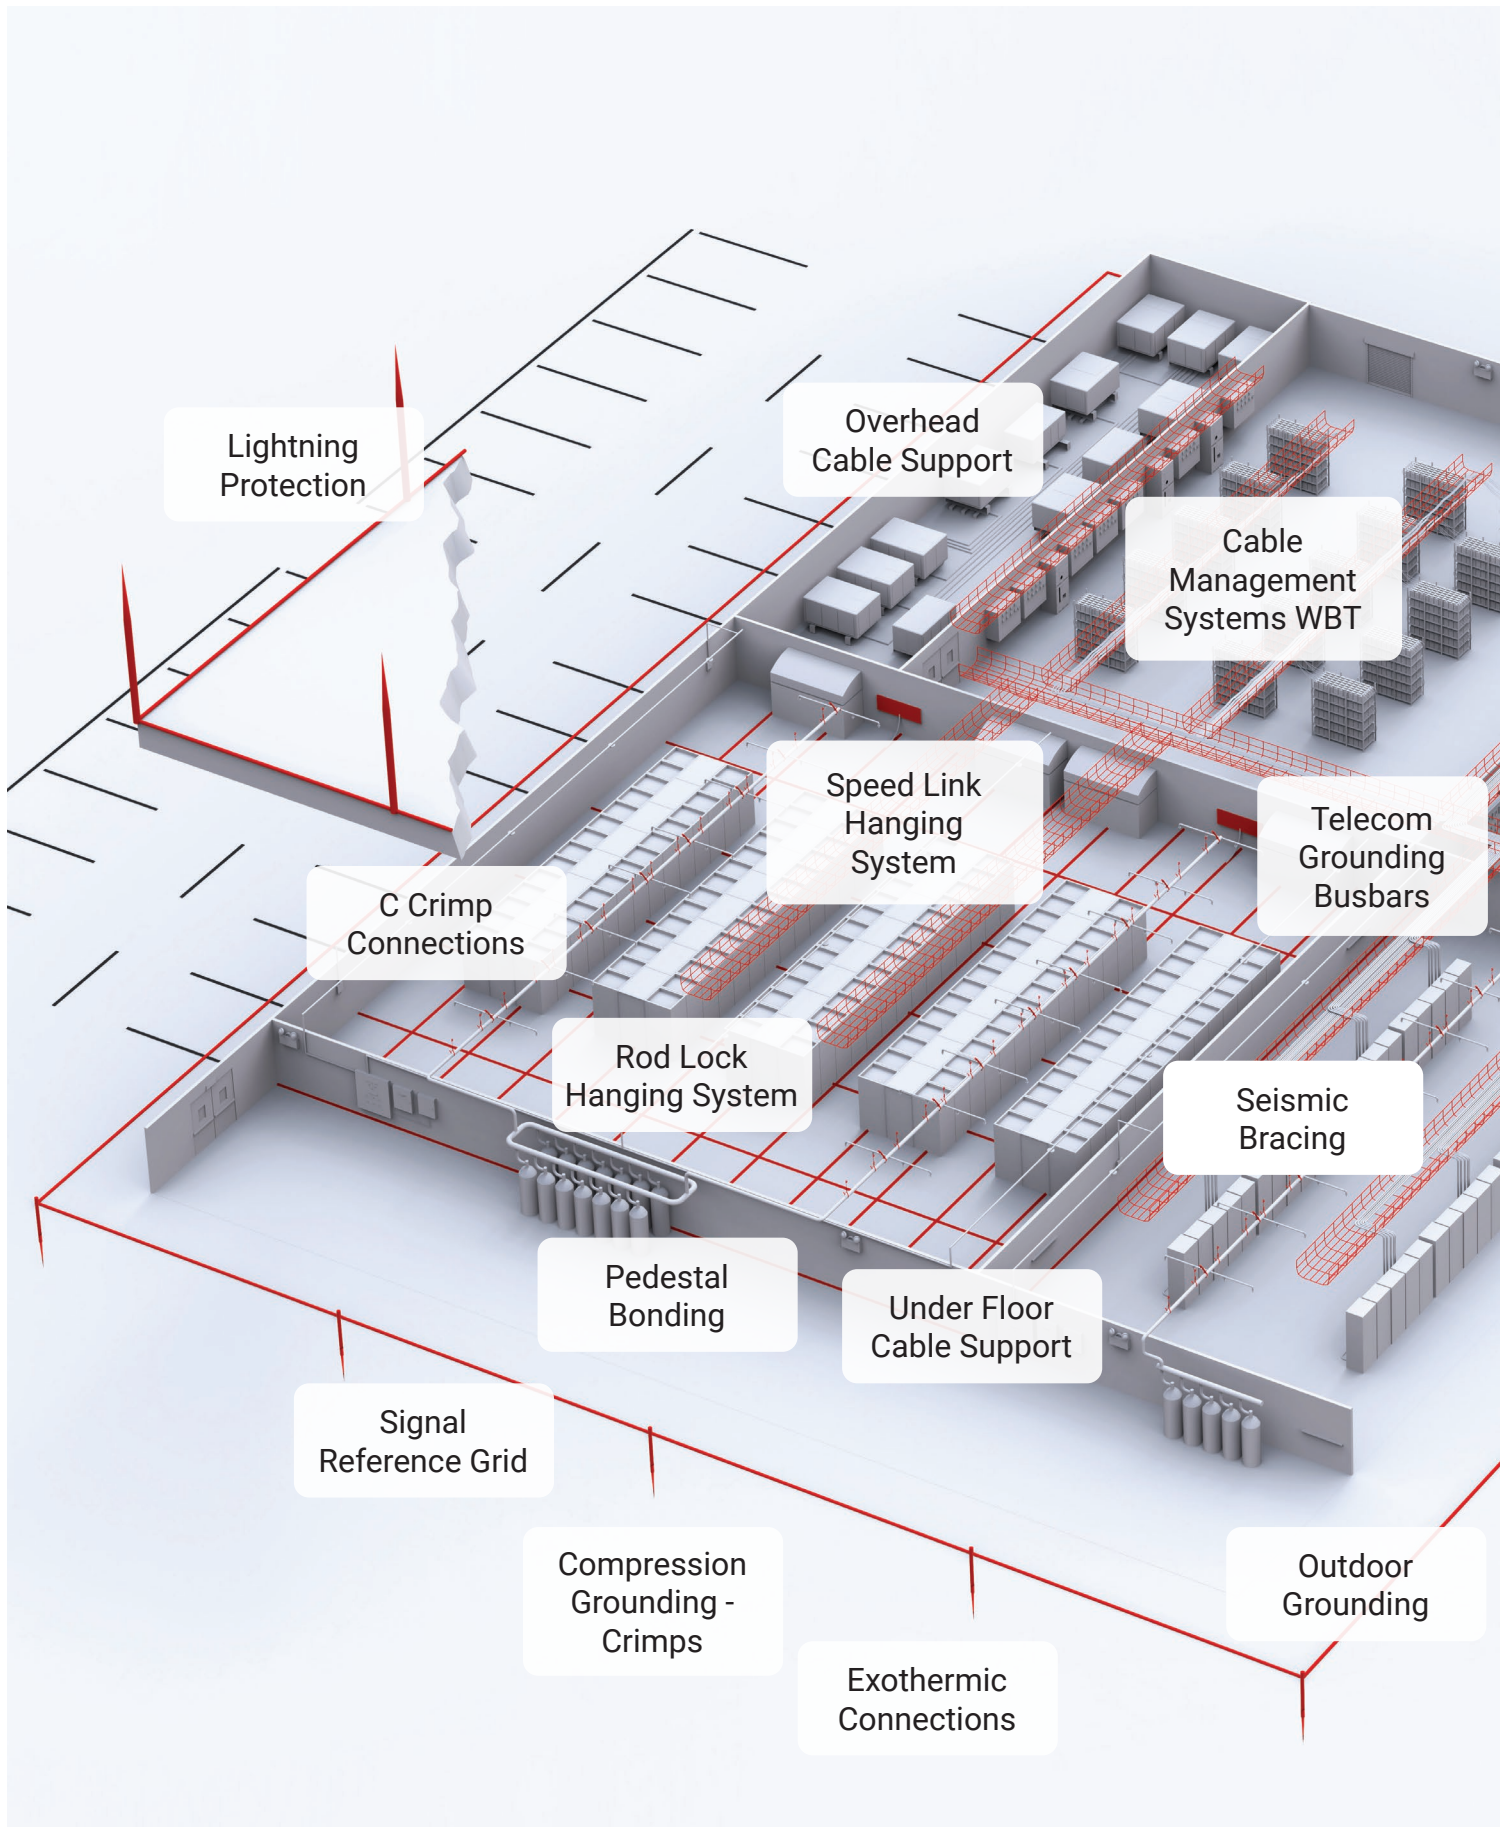 Overhead
Cable Support
Lightning
Protection
Cable
Management
Systems WBT
Speed Link
Hanging
System
Telecom
Grounding
Busbars
C Crimp
Connections
Rod Lock
Hanging System
Seismic
Bracing
Pedestal
Bonding
Under Floor
Cable Support
Signal
Reference Grid
Compression
Grounding -
Crimps
Outdoor
Grounding
Exothermic
Connections